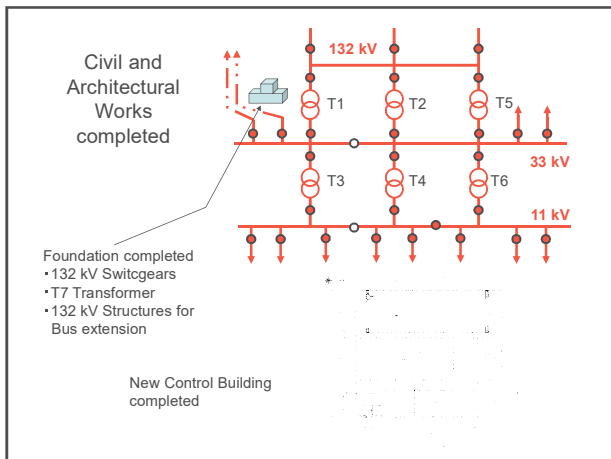 Civil and
Architectural
Works
completed
132 kV
T1
T2
T5
33 kV
T3
T4
T6
11 kV
Foundation completed
▪132 kV Switcgears
▪T7 Transformer
▪132 kV Structures for
Bus extension
New Control Building
completed